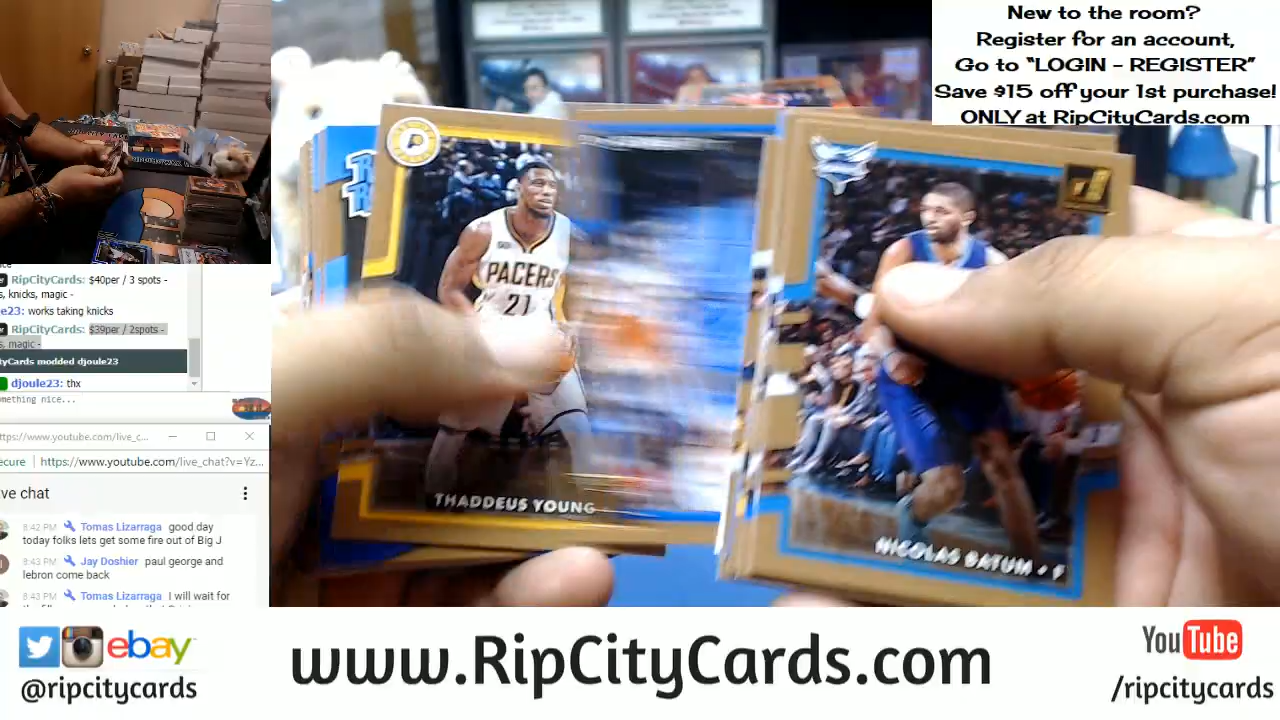 New to the room?
Register for an account,
Go to "LOGIN - REGISTER"
Save $15 off your 1st purchase!
ONLY at RipCityCards.com
PACERS
21
THADDEUS YOUNG
NICOLAS BATUM • F
RipCityCards: $40per / 3 spots -
s, knicks, magic -
e23: works taking knicks
RipCityCards: $39per / 2spots -
s, magic -
tyCards modded djoule23
djoule23: thx
omething nice...
https://www.youtube.com/live_c...
ecure
https://www.youtube.com/live_chat?v=Yz...
ve chat
8:42 PM Tomas Lizarraga good day
today folks lets get some fire out of Big J
8:43 PM Jay Doshier paul george and
lebron come back
8:43 PM Tomas Lizarraga I will wait for
ebay
@ripcitycards
www.RipCityCards.com
YouTube
/ripcitycards